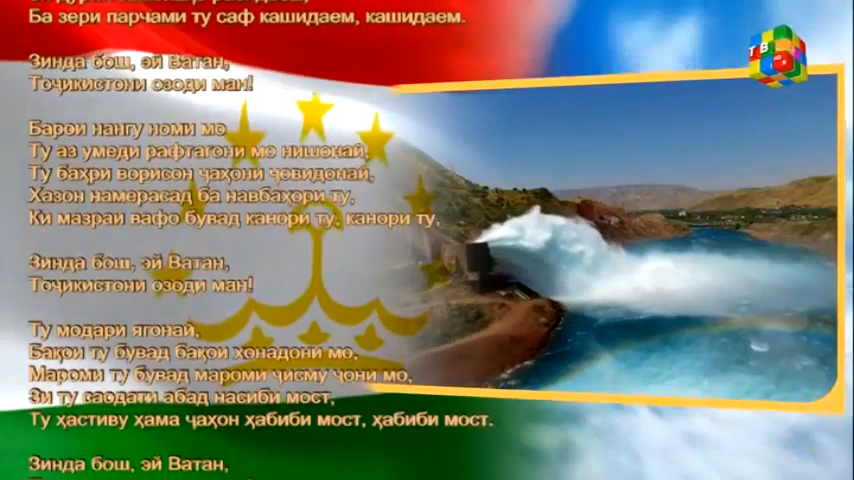 Ба зери парчами ту саф кашидаем, кашидаем.
Зинда бош, эй Ватан,
Тоҷикистони озоди ман!
Барои нангу номи мо
Ту аз умеди рафтагони мо нишонаӣ,
Ту баҳри ворисон ҷаҳони ҷовидонаӣ,
Хазон намерасад ба навбаҳори ту,
Ки мазраи вафо бувад канори ту, канори ту.
Зинда бош, эй Ватан,
Тоҷикистони озоди ман!
Ту модари ягонаӣ,
Бақои ту бувад бақои хонадони мо,
Мароми ту бувад мароми ҷисму ҷони мо,
Зи ту саодати абад насиби мост,
Ту ҳастиву ҳама ҷаҳон ҳабиби мост, ҳабиби мост.
Зинда бош, эй Ватан,
ТВ